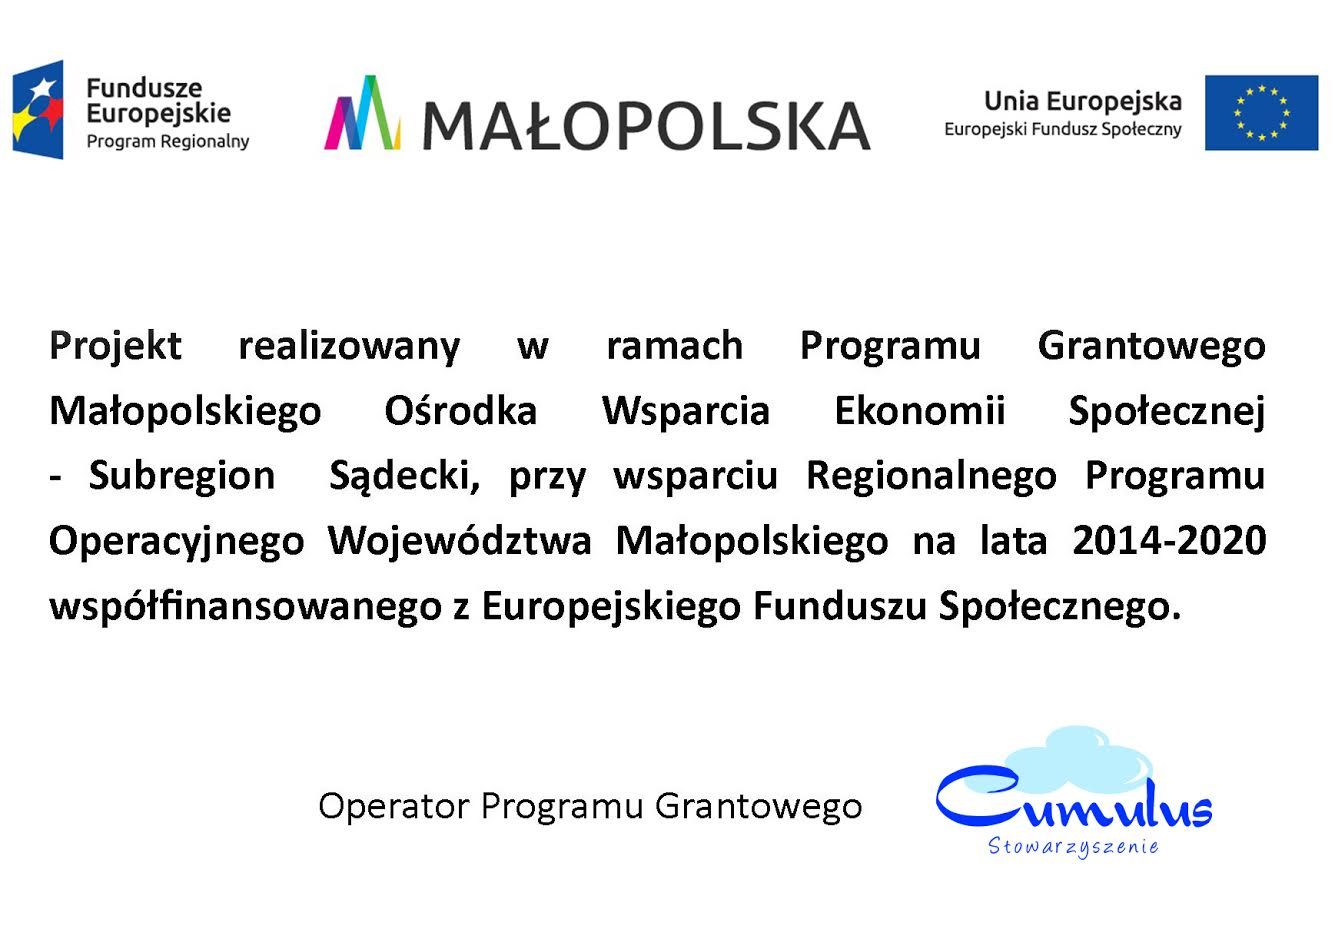 Fundusze
Europejskie
Program Regionalny
MAŁOPOLSKA
Unia Europejska
Europejski Fundusz Społeczny
Projekt realizowany w ramach Programu Grantowego
Małopolskiego Ośrodka Wsparcia Ekonomii Społecznej
- Subregion Sądecki, przy wsparciu Regionalnego Programu
Operacyjnego Województwa Małopolskiego na lata 2014-2020
współfinansowanego z Europejskiego Funduszu Społecznego.
Operator Programu Grantowego
Cumulus
Stowarzyszenie